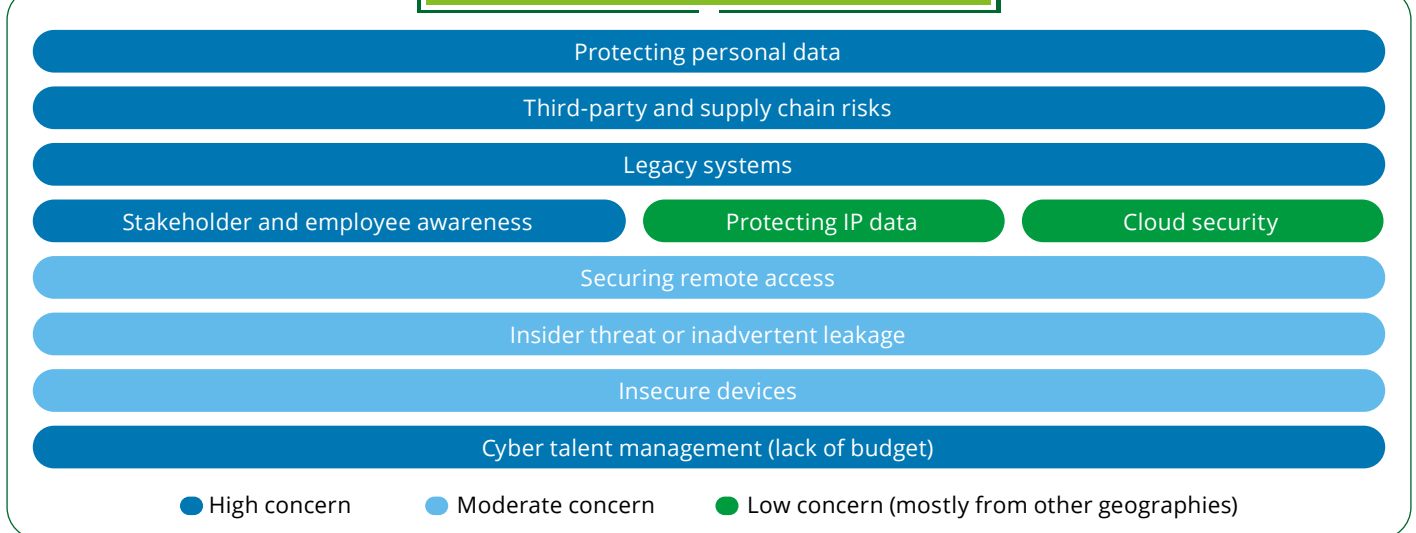 Protecting personal data
Third-party and supply chain risks
Legacy systems
Stakeholder and employee awareness
Protecting IP data
Cloud security
Securing remote access
Insider threat or inadvertent leakage
Insecure devices
Cyber talent management (lack of budget)
High concern
Moderate concern
Low concern (mostly from other geographies)